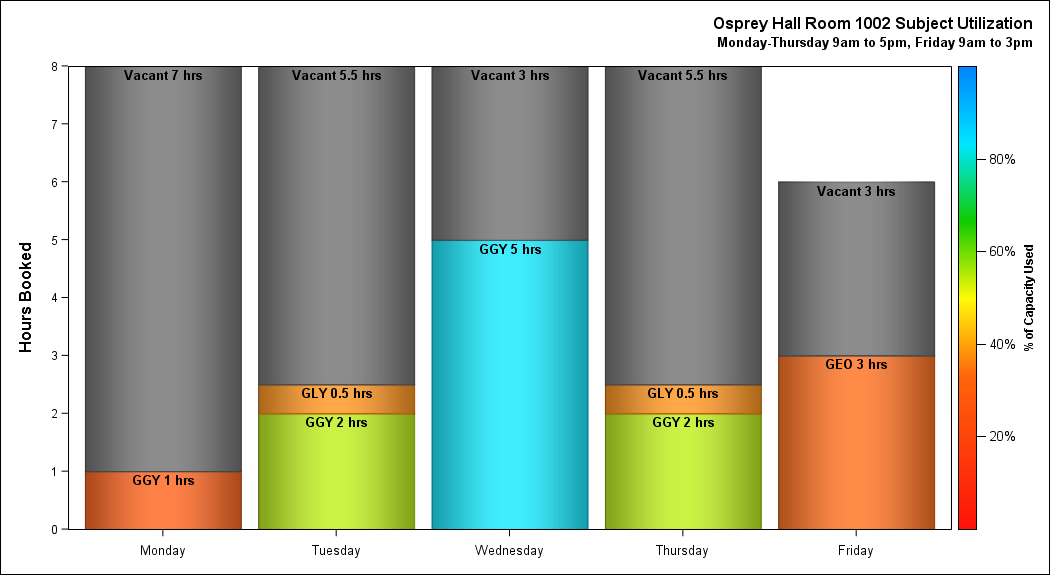 Osprey Hall Room 1002 Subject Utilization
Monday-Thursday 9am to 5pm, Friday 9am to 3pm
Hours Booked
8
7
6
5
4
3
2
1
0
Vacant 7 hrs
GGY 1 hrs
Vacant 5.5 hrs
GLY 0.5 hrs
GGY 2 hrs
Vacant 3 hrs
GGY 5 hrs
Vacant 5.5 hrs
GLY 0.5 hrs
GGY 2 hrs
Vacant 3 hrs
GEO 3 hrs
Monday
Tuesday
Wednesday
Thursday
Friday
80%
60%
40%
20%
% of Capacity Used